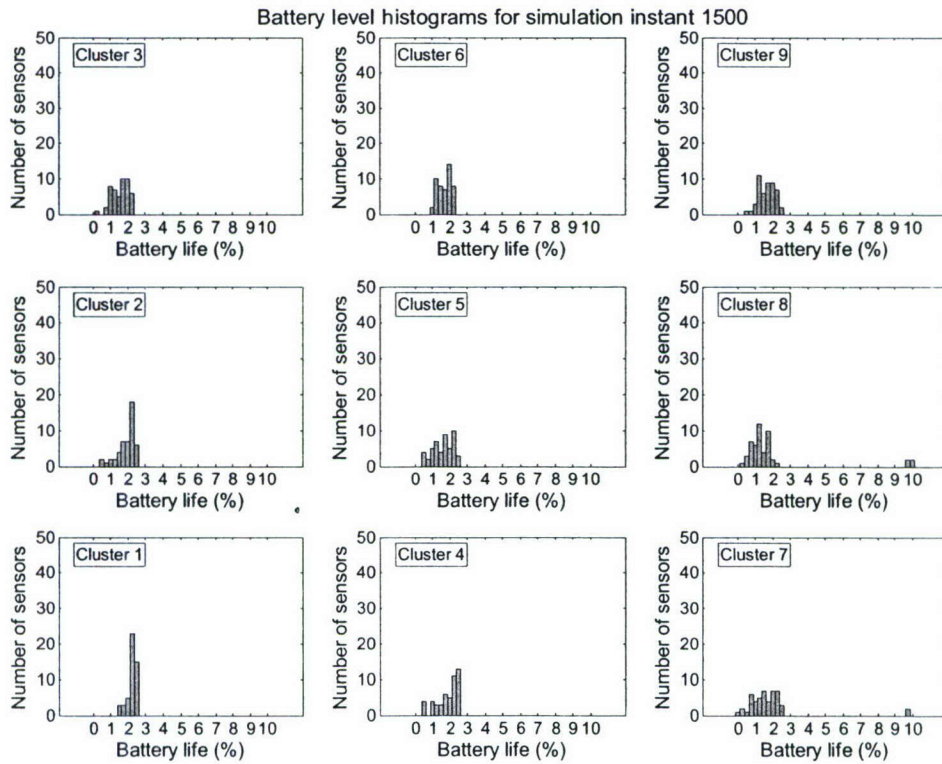 Battery level histograms for simulation instant 1500
Number of sensors
50
40
30
20
10
0
Cluster 3
0 1 2 3 4 5 6 7 8 9 10
Battery life (%)
Number of sensors
50
40
30
20
10
0
Cluster 6
0 1 2 3 4 5 6 7 8 9 10
Battery life (%)
Number of sensors
50
40
30
20
10
0
Cluster 9
0 1 2 3 4 5 6 7 8 9 10
Battery life (%)
Number of sensors
50
40
30
20
10
0
Cluster 2
0 1 2 3 4 5 6 7 8 9 10
Battery life (%)
Number of sensors
50
40
30
20
10
0
Cluster 5
0 1 2 3 4 5 6 7 8 9 10
Battery life (%)
Number of sensors
50
40
30
20
10
0
Cluster 8
0 1 2 3 4 5 6 7 8 9 10
Battery life (%)
Number of sensors
50
40
30
20
10
0
Cluster 1
0 1 2 3 4 5 6 7 8 9 10
Battery life (%)
Number of sensors
50
40
30
20
10
0
Cluster 4
0 1 2 3 4 5 6 7 8 9 10
Battery life (%)
Number of sensors
50
40
30
20
10
0
Cluster 7
0 1 2 3 4 5 6 7 8 9 10
Battery life (%)